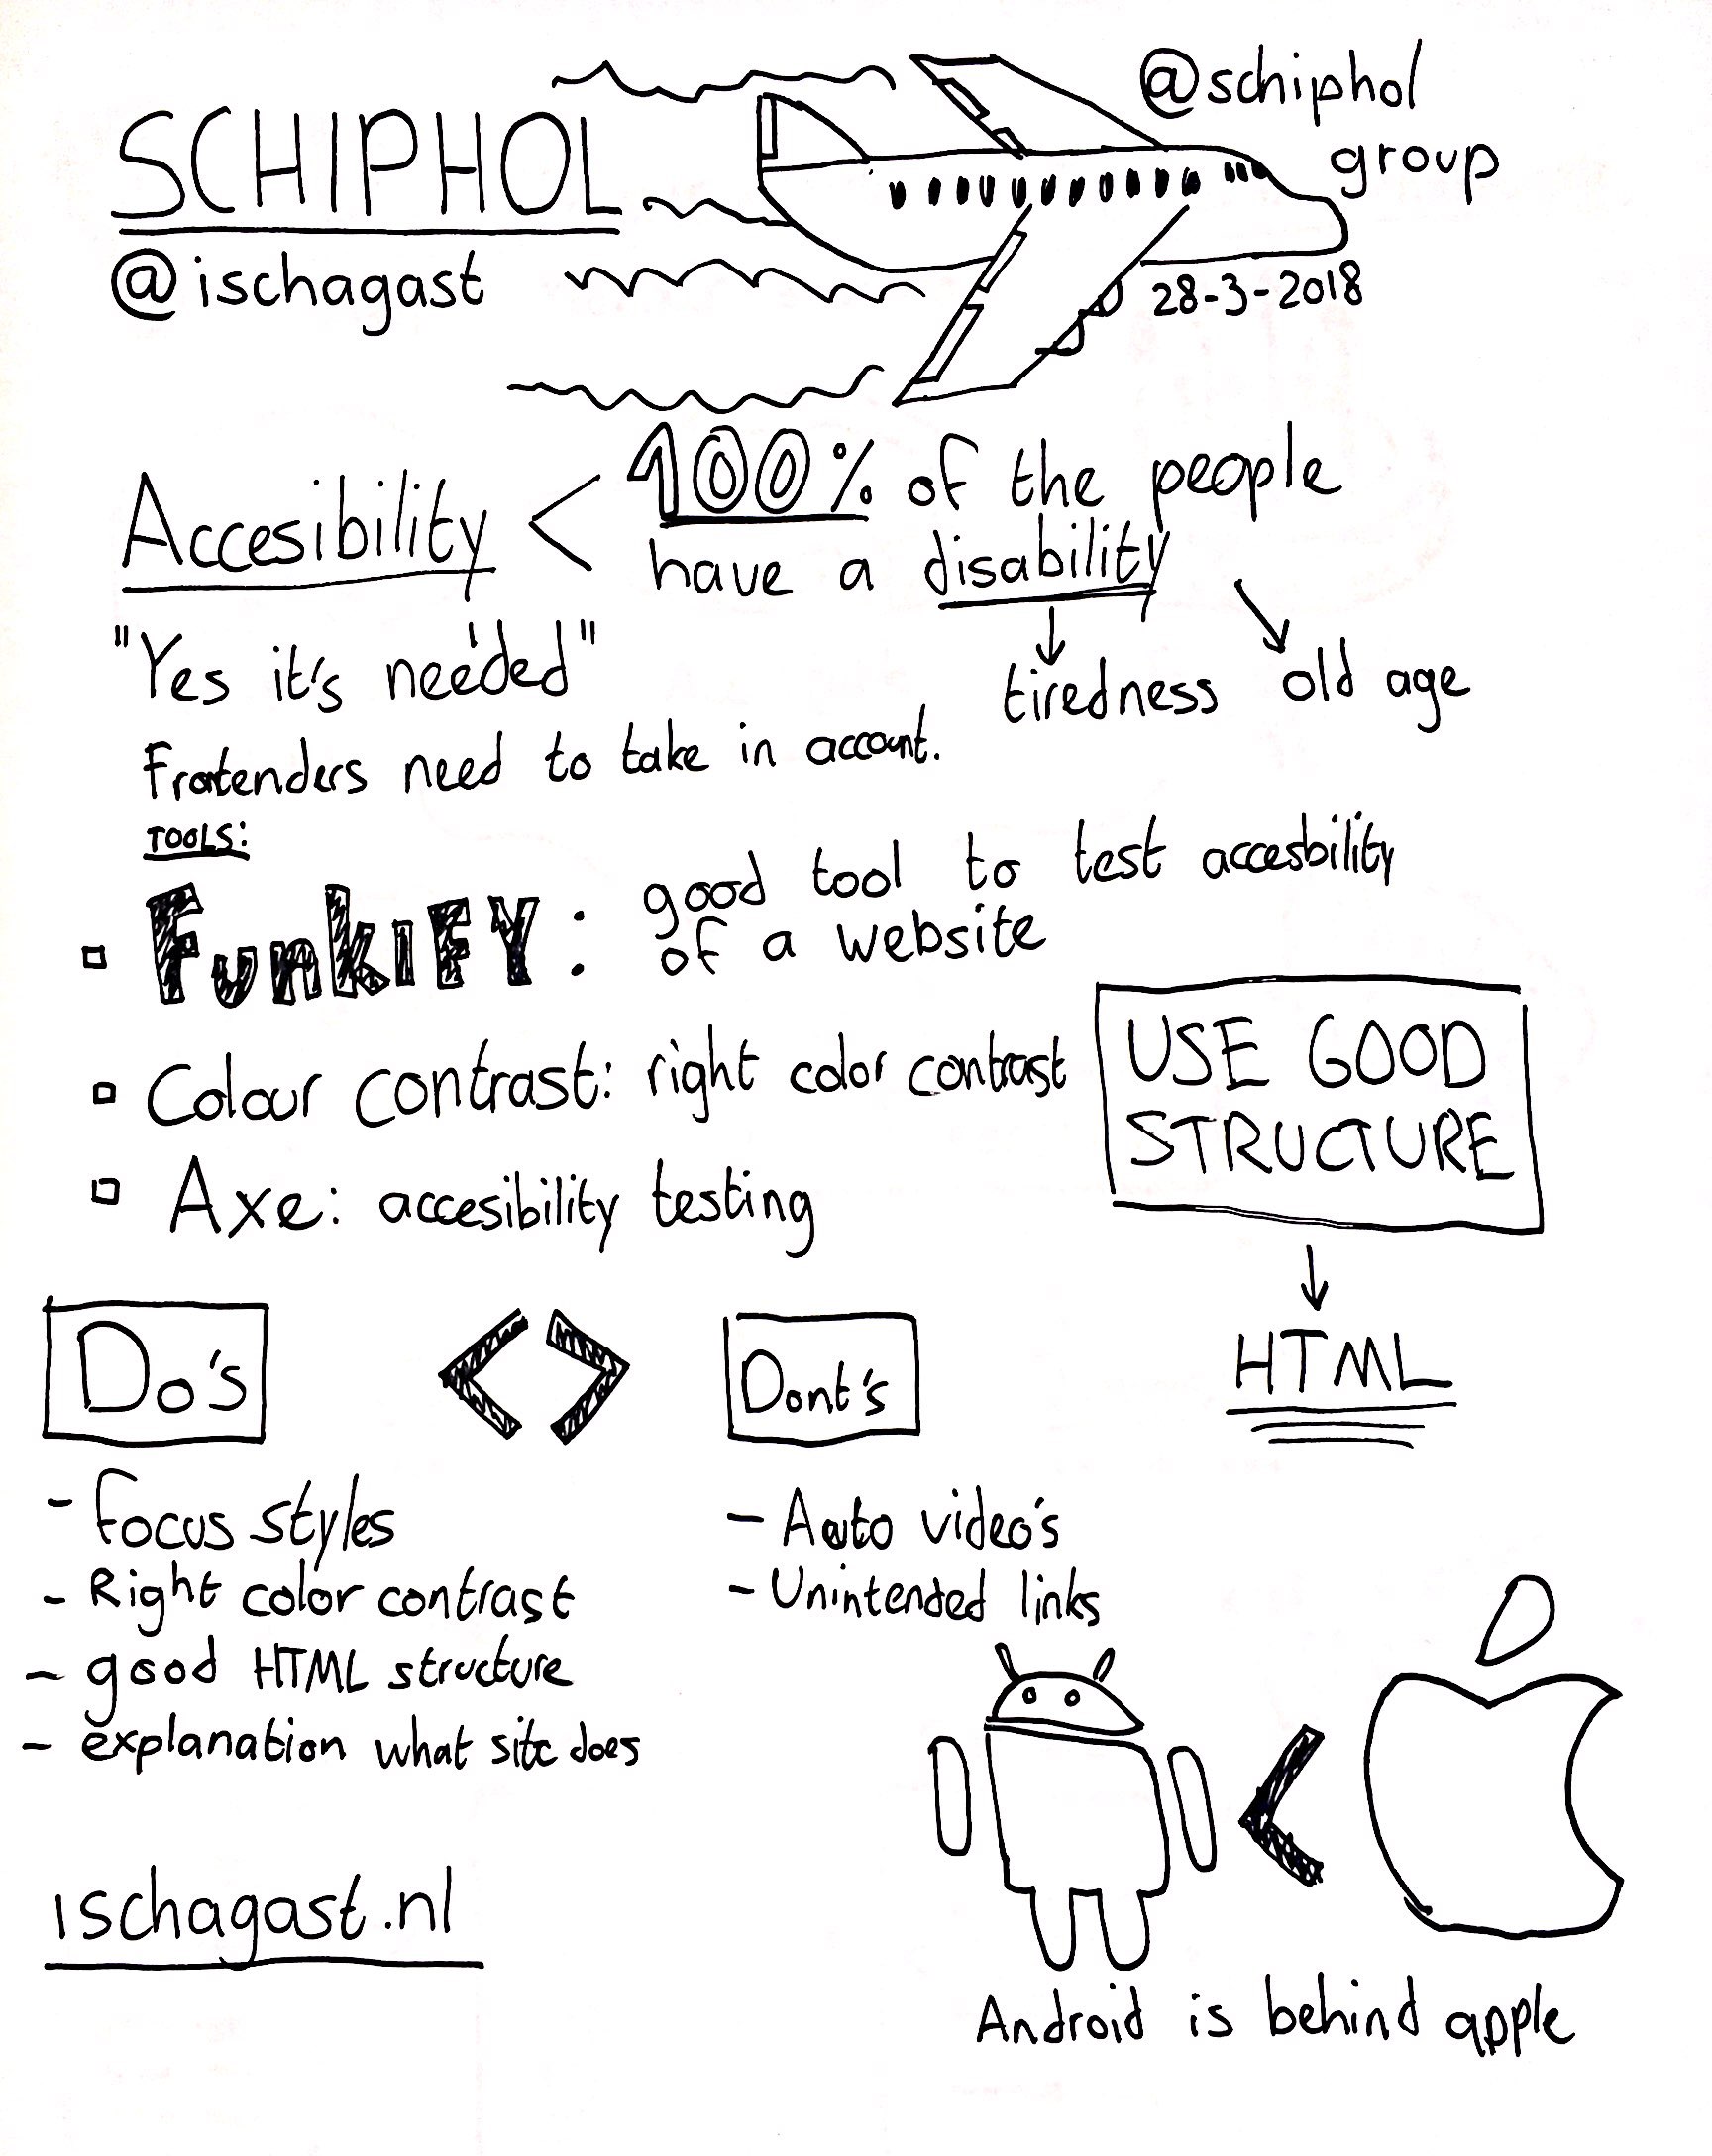 SCHIPHOL
@schiphol
group
@ischagast
28-3-2018
Accesibility < 100% of the people
have a disability
"Yes it's needed"
tiredness
old age
Frontenders need to take in account.
TOOLS:
FunkiFY: good tool to test accesbility
of a website
Colour contrast: right color contrast
Axe: accesibility testing
USE GOOD
STRUCTURE
HTML
Do's
<>
Dont's
- Focus styles
- Right color contrast
- good HTML structure
- explanation what site does
- Auto video's
- Unintended links
<
Android is behind apple
ischagast.nl